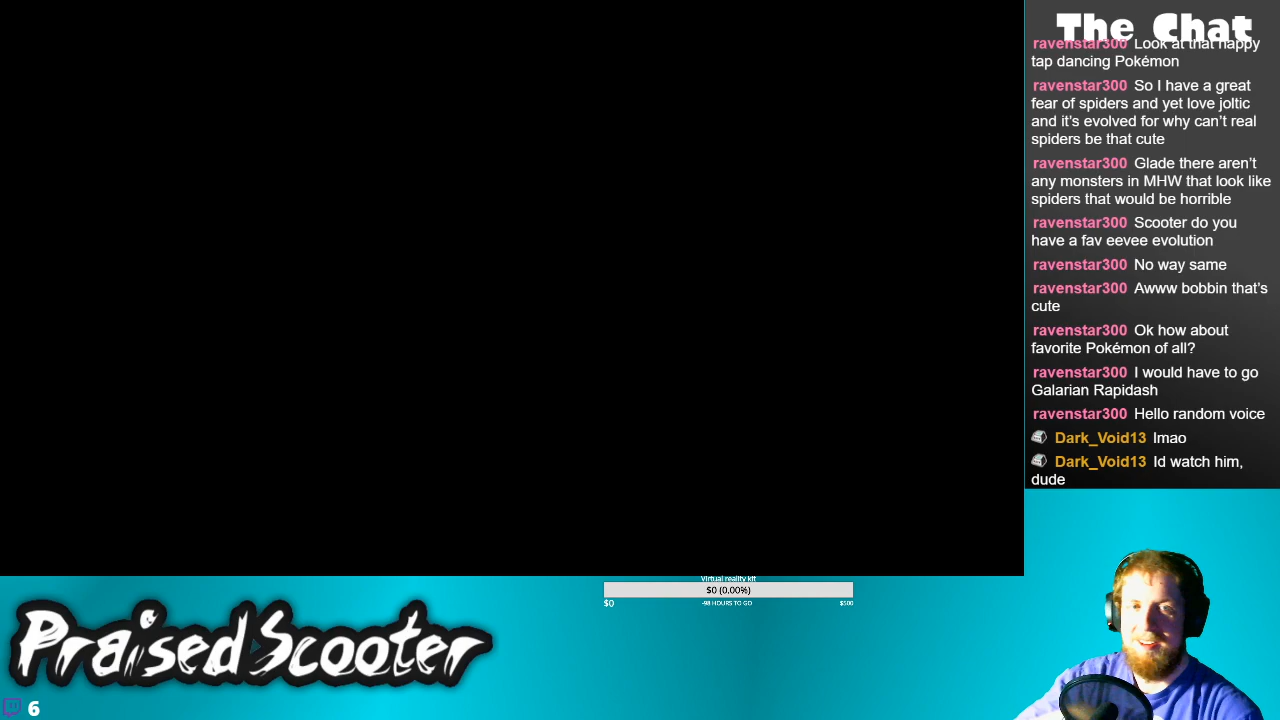 The Chat
ravenstar300 Look at that happy
tap dancing Pokémon
ravenstar300 So I have a great
fear of spiders and yet love joltic
and it's evolved for why can't real
spiders be that cute
ravenstar300 Glade there aren't
any monsters in MHW that look like
spiders that would be horrible
ravenstar300 Scooter do you
have a fav eevee evolution
ravenstar300 No way same
ravenstar300 Awww bobbin that's
cute
ravenstar300 Ok how about
favorite Pokémon of all?
ravenstar300 I would have to go
Galarian Rapidash
ravenstar300 Hello random voice
Dark_Void13 lmao
Dark_Void13 Id watch him,
dude
Virtual reality kit
$0 (0.00%)
$0 -98 HOURS TO GO $500
PraisedScooter
6